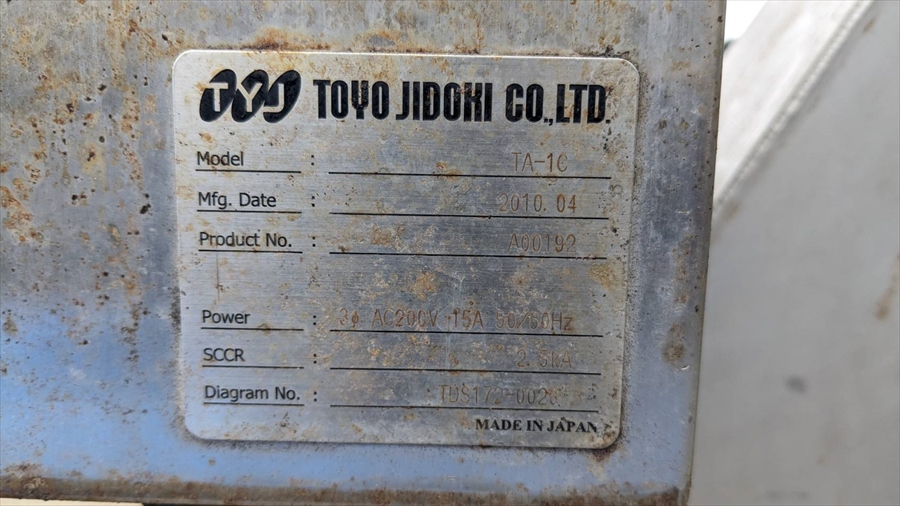 TYJ TOYO JIDOKI CO.,LTD.
Model : TA-1C
Mfg. Date : 2010.04
Product No. : A00192
Power : 3φ AC200V 15A 50/60Hz
SCCR :
Diagram No. :
MADE IN JAPAN